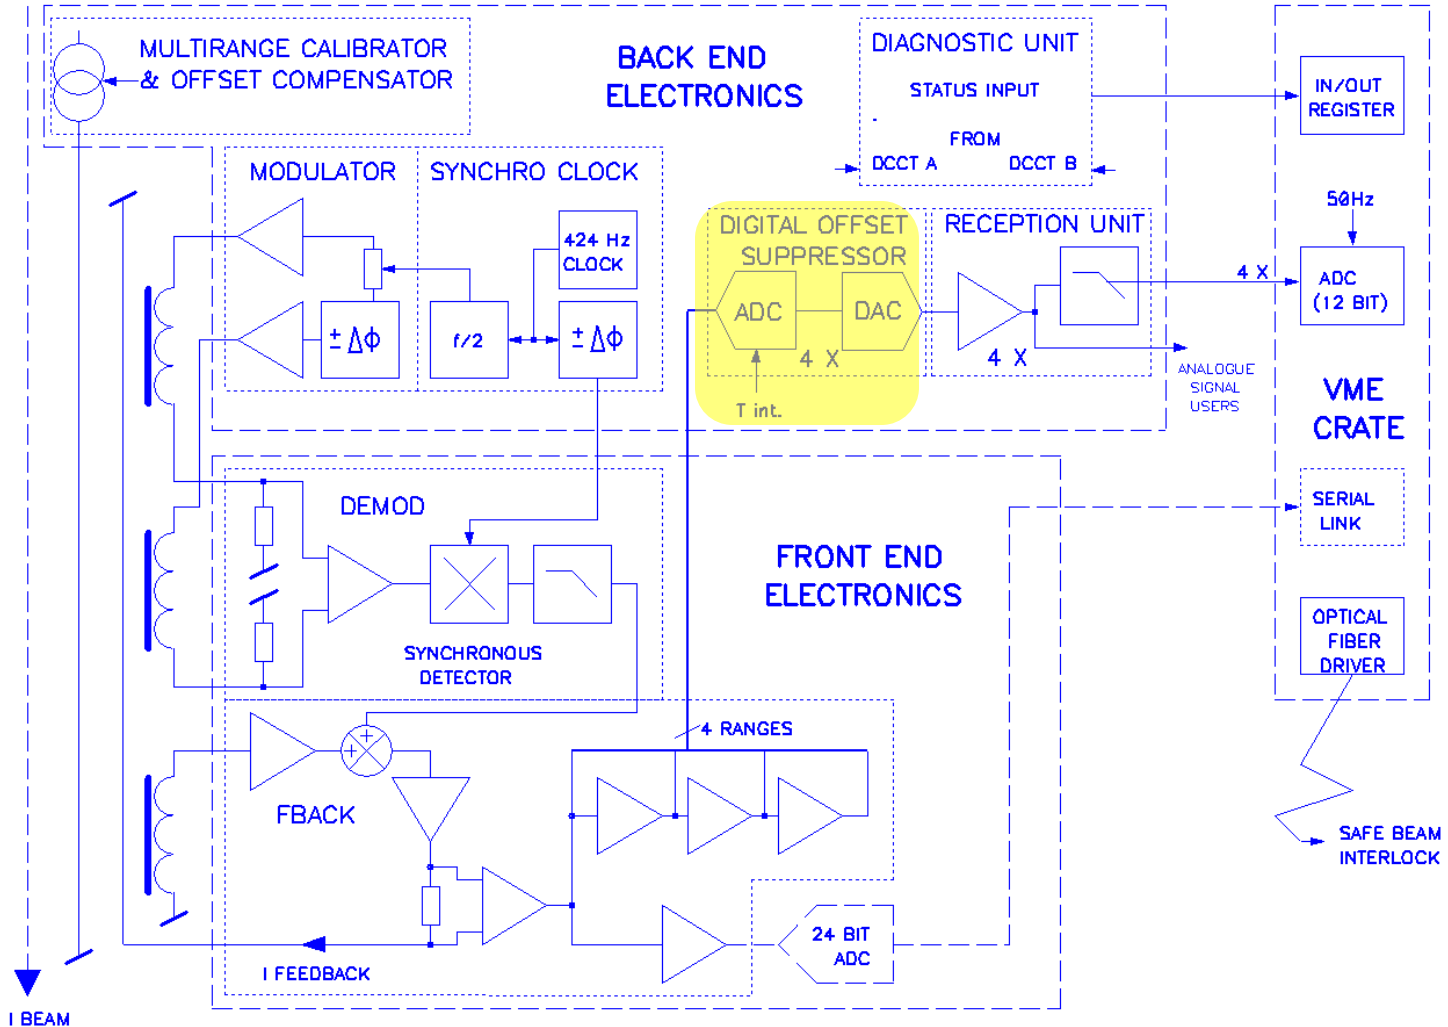 MULTIRANGE CALIBRATOR
& OFFSET COMPENSATOR
BACK END
ELECTRONICS
DIAGNOSTIC UNIT
STATUS INPUT
FROM
DCCT A
DCCT B
IN/OUT
REGISTER
MODULATOR
SYNCHRO CLOCK
424 Hz
CLOCK
± Δϕ
f/2
± Δϕ
DIGITAL OFFSET
SUPPRESSOR
ADC
DAC
4 X
T int.
RECEPTION UNIT
4 X
4 X
50Hz
ADC
(12 BIT)
ANALOGUE
SIGNAL
USERS
VME
CRATE
DEMOD
SYNCHRONOUS
DETECTOR
FRONT END
ELECTRONICS
SERIAL
LINK
OPTICAL
FIBER
DRIVER
4 RANGES
+
+
FBACK
SAFE BEAM
INTERLOCK
24 BIT
ADC
I FEEDBACK
I BEAM